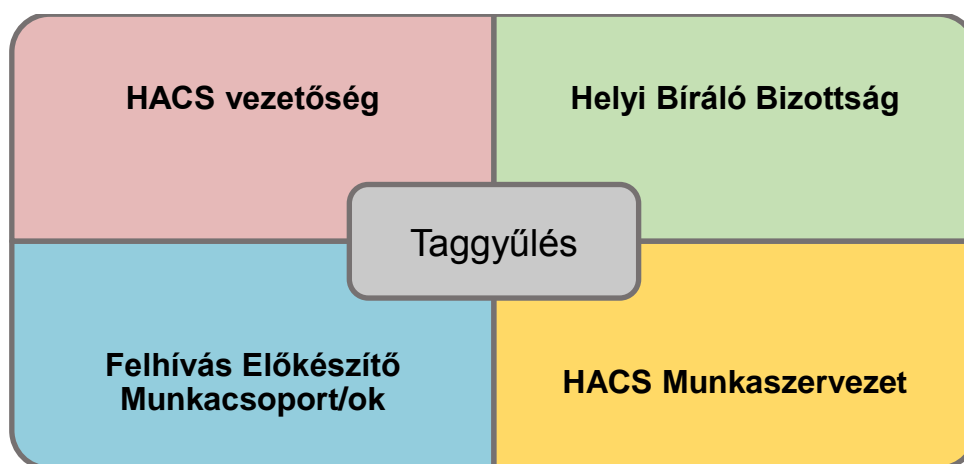 HACS vezetőség
Helyi Bíráló Bizottság
Taggyűlés
Felhívás Előkészítő
Munkacsoport/ok
HACS Munkaszervezet